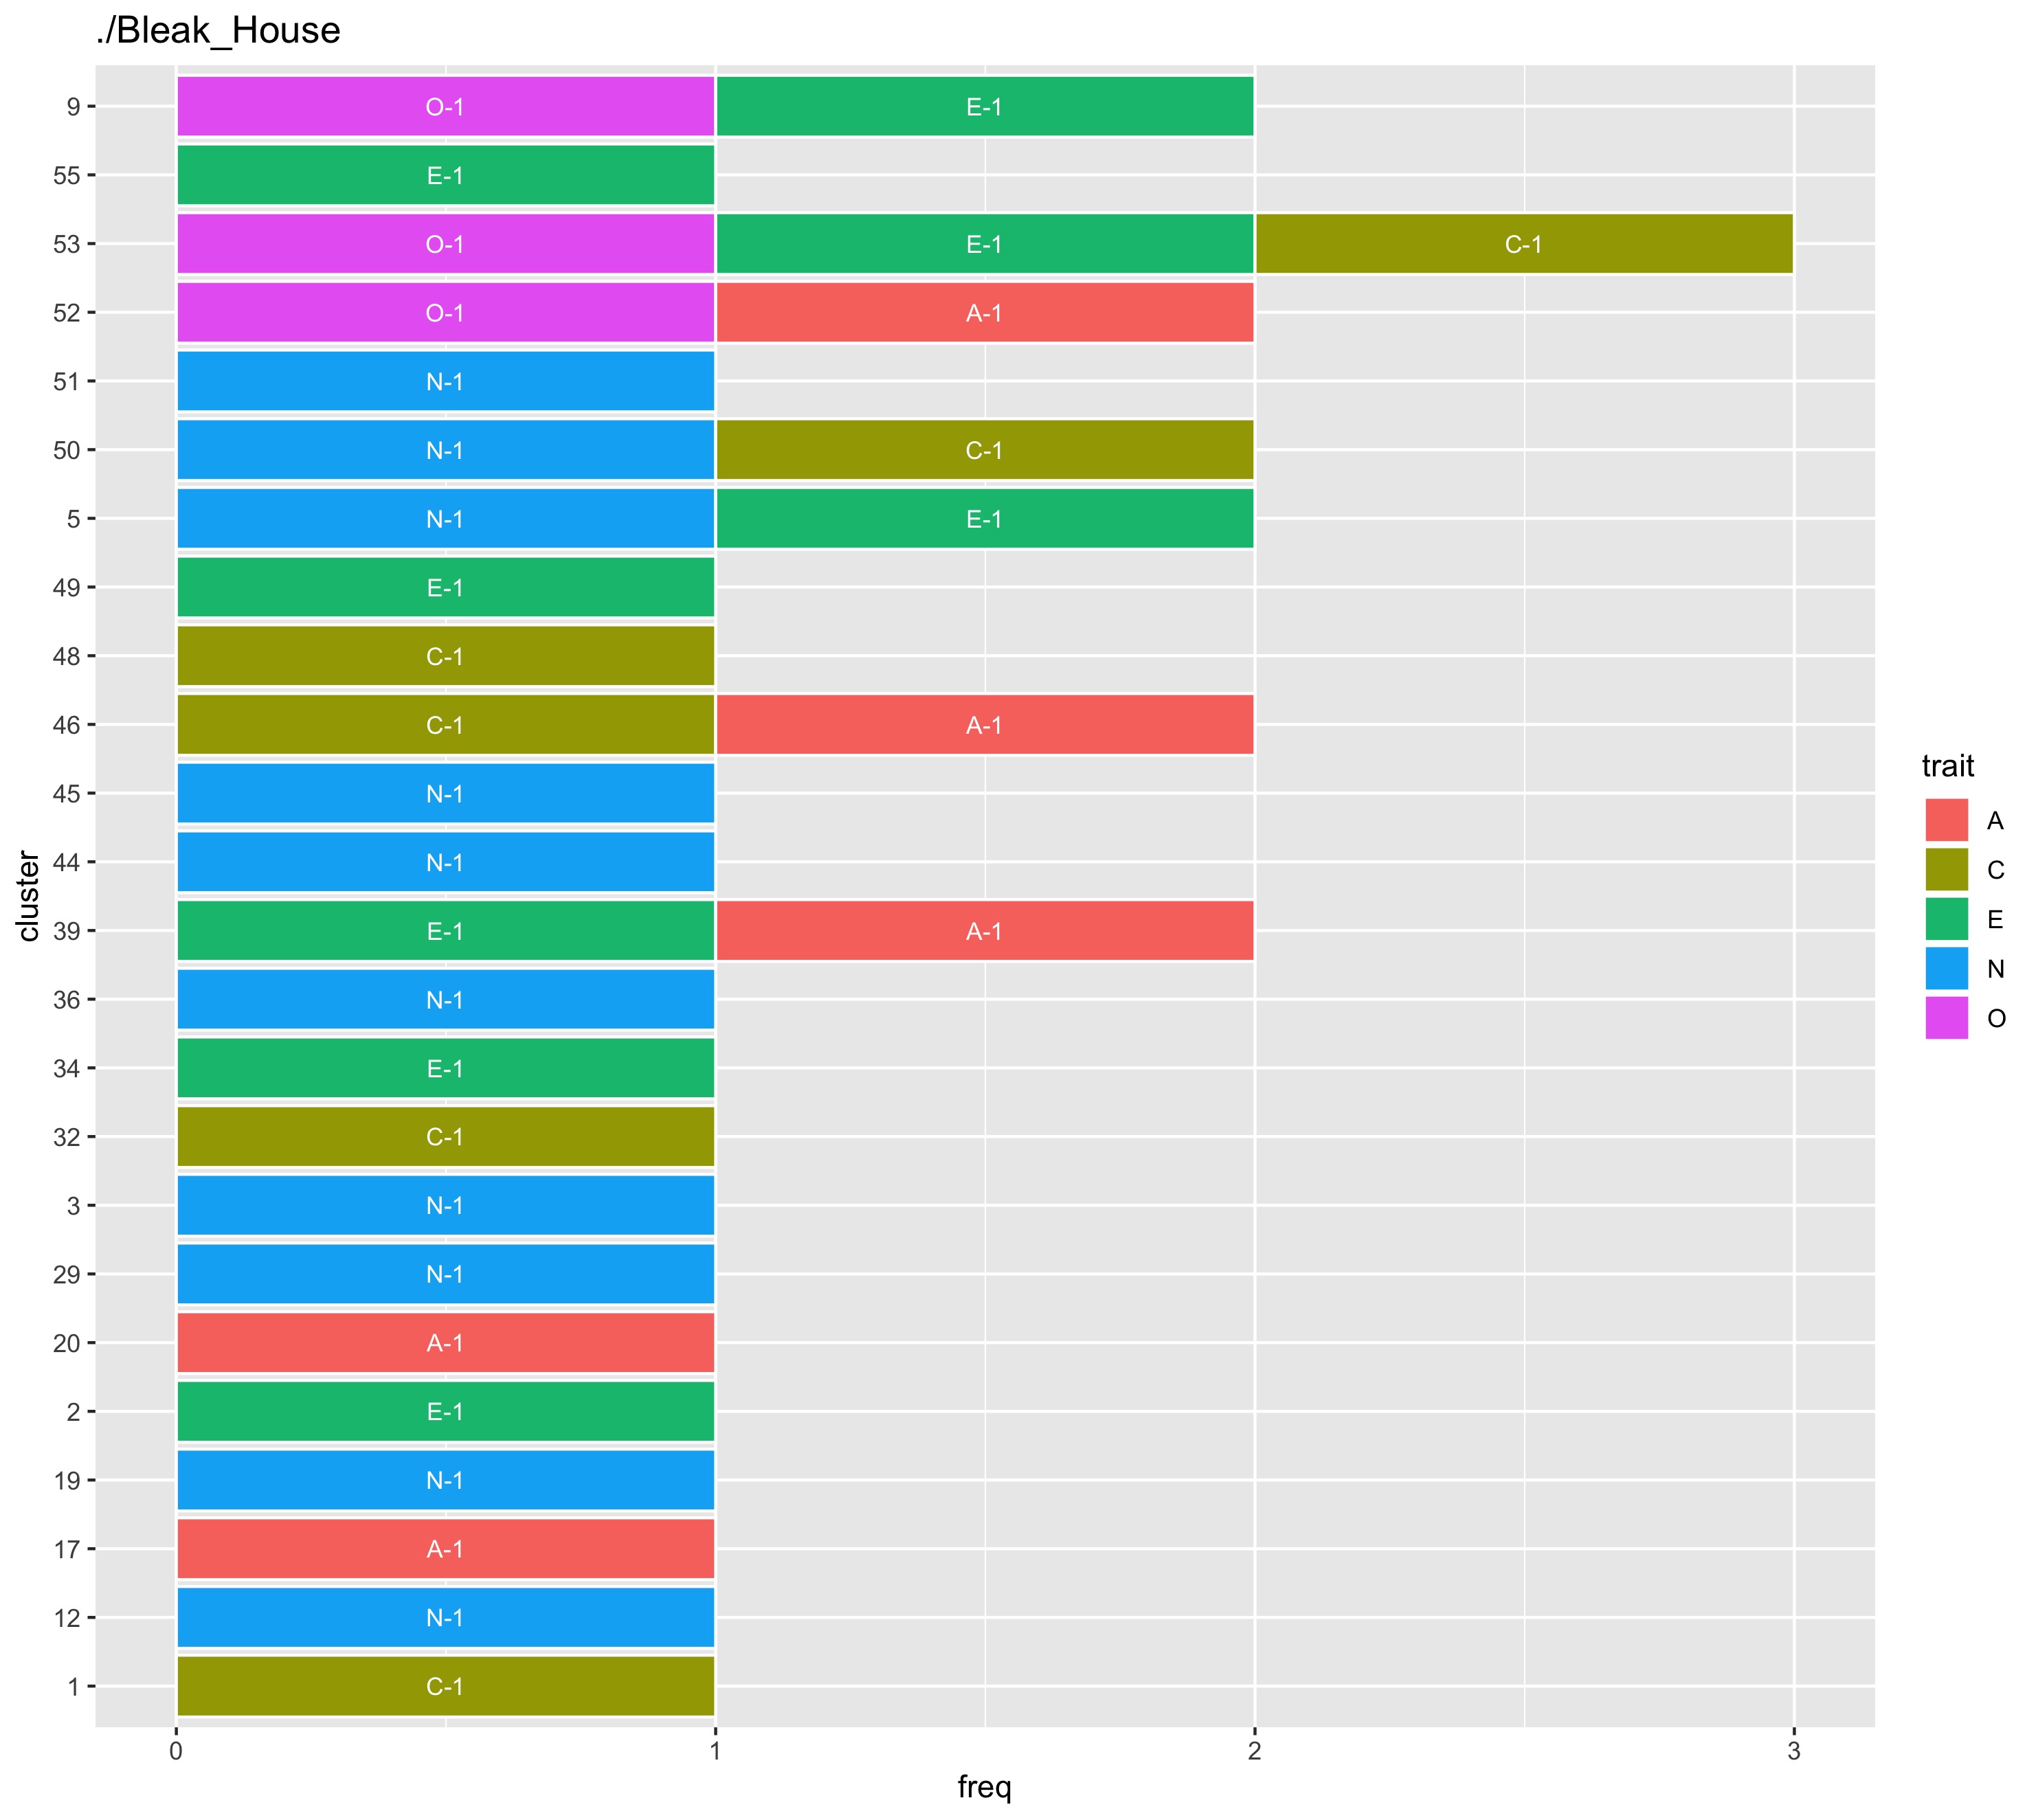 ./Bleak_House
9 O-1 E-1
55 E-1
53 O-1 E-1 C-1
52 O-1 A-1
51 N-1
50 N-1 C-1
5 N-1 E-1
49 E-1
48 C-1
46 C-1 A-1
45 N-1
44 N-1
39 E-1 A-1
36 N-1
34 E-1
32 C-1
3 N-1
29 N-1
20 A-1
2 E-1
19 N-1
17 A-1
12 N-1
1 C-1
cluster
0 1 2 3
freq
trait
A
C
E
N
O